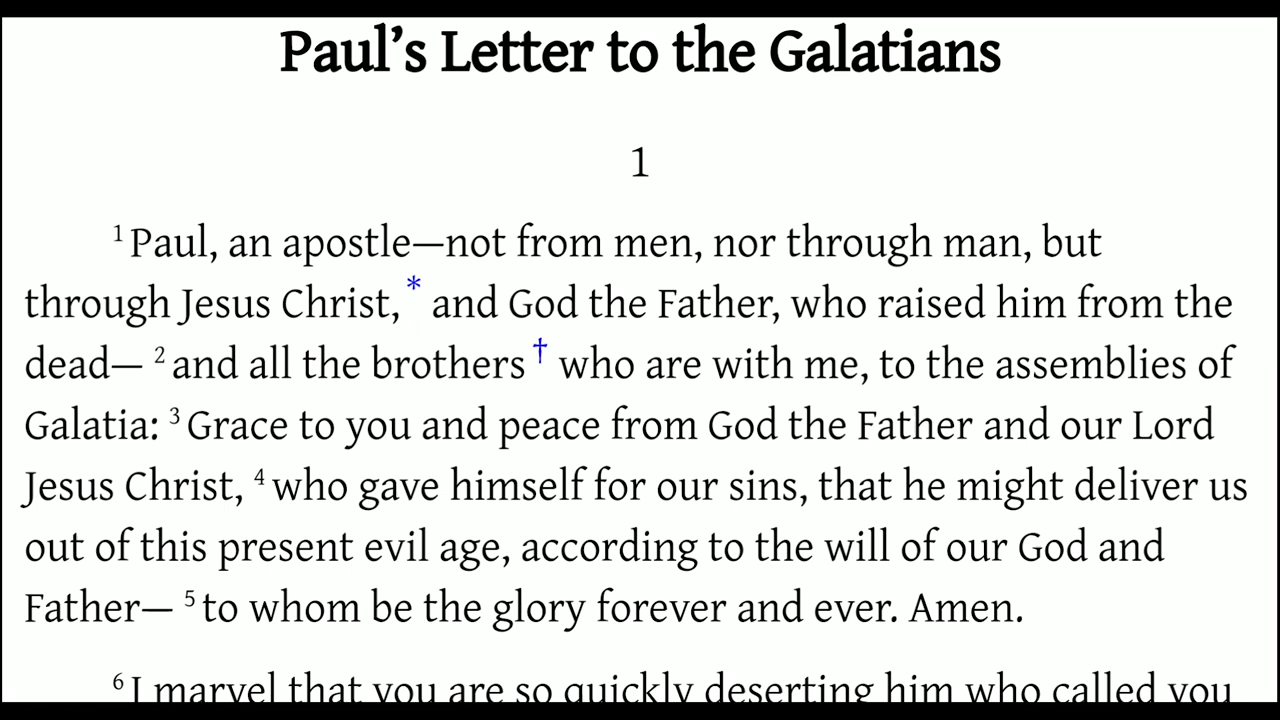 Paul’s Letter to the Galatians
1
1 Paul, an apostle—not from men, nor through man, but
through Jesus Christ,* and God the Father, who raised him from the
dead— 2 and all the brothers † who are with me, to the assemblies of
Galatia: 3 Grace to you and peace from God the Father and our Lord
Jesus Christ, 4 who gave himself for our sins, that he might deliver us
out of this present evil age, according to the will of our God and
Father— 5 to whom be the glory forever and ever. Amen.
6 I marvel that you are so quickly deserting him who called you